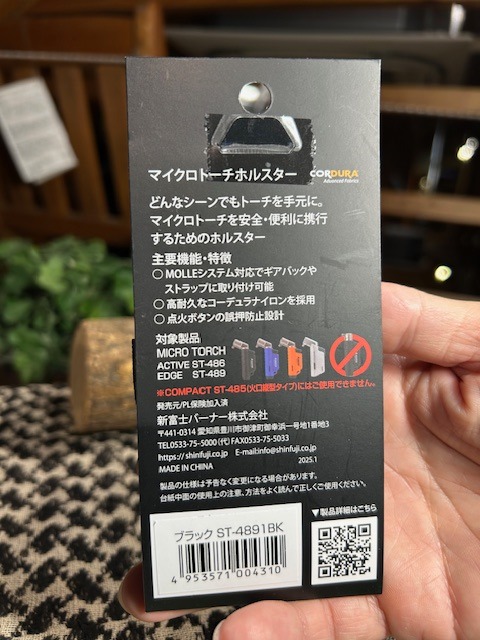 マイクロトーチホルスター
CORDURA
Advanced Fabrics
どんなシーンでもトーチを手元に。
マイクロトーチを安全・便利に携行
するためのホルスター
主要機能・特徴
○ MOLLEシステム対応でギアバックや
ストラップに取り付け可能
○ 高耐久なコーデュラナイロンを採用
○ 点火ボタンの誤押防止設計
対象製品
MICRO TORCH
ACTIVE ST-486
EDGE ST-489
※COMPACT ST-485(火口縦型タイプ)にはご使用できません。
発売元/PL保険加入済
新富士バーナー株式会社
〒441-0314 愛知県豊川市御津町御幸浜一号地1番地3
TEL0533-75-5000(代) FAX0533-75-5033
https://shinfuji.co.jp E-mail:info@shinfuji.co.jp
MADE IN CHINA
2025.1
製品の仕様は予告なく変更になる場合があります。
台紙中面の使用上の注意、方法をよく読んで正しくご使用ください。
▼製品詳細はこちら
ブラック ST-4891BK
4 953571 004310